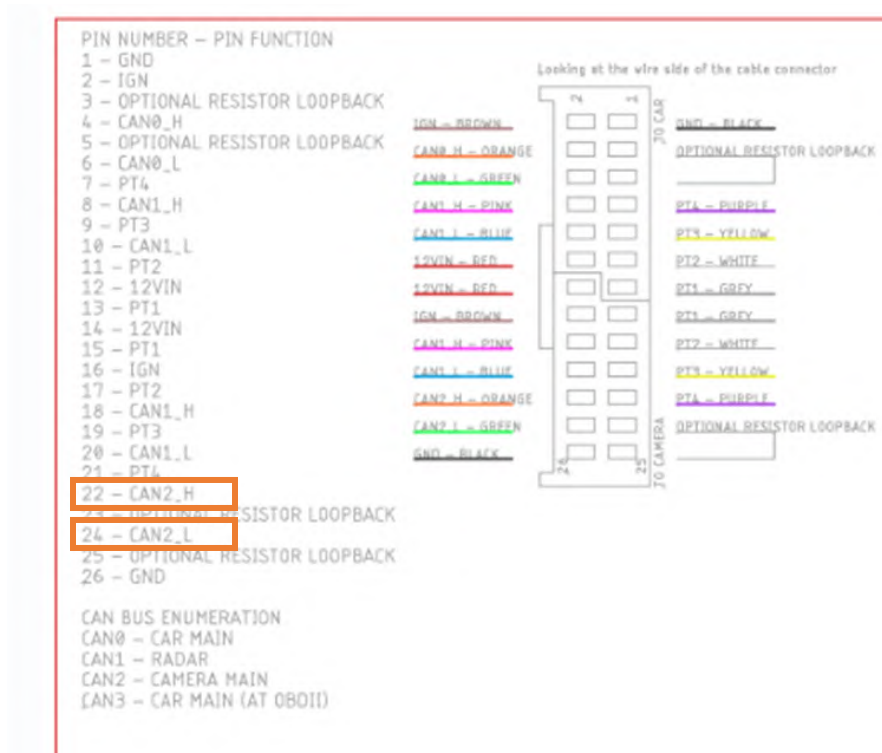 PIN NUMBER – PIN FUNCTION
1 – GND
2 – IGN
3 – OPTIONAL RESISTOR LOOPBACK
4 – CAN0_H
5 – OPTIONAL RESISTOR LOOPBACK
6 – CAN0_L
7 – PT4
8 – CAN1_H
9 – PT3
10 – CAN1_L
11 – PT2
12 – 12VIN
13 – PT1
14 – 12VIN
15 – PT1
16 – IGN
17 – PT2
18 – CAN1_H
19 – PT3
20 – CAN1_L
21 – PT4
22 – CAN2_H
23 – OPTIONAL RESISTOR LOOPBACK
24 – CAN2_L
25 – OPTIONAL RESISTOR LOOPBACK
26 – GND
CAN BUS ENUMERATION
CAN0 – CAR MAIN
CAN1 – RADAR
CAN2 – CAMERA MAIN
CAN3 – CAR MAIN (AT OBOII)
Looking at the wire side of the cable connector
2 1
TO CAR
IGN – BROWN
CAN0_H – ORANGE
CAN0_L – GREEN
CAN1_H – PINK
CAN1_L – BLUE
12VIN – RED
12VIN – RED
IGN – BROWN
CAN1_H – PINK
CAN1_L – BLUE
CAN2_H – ORANGE
CAN2_L – GREEN
GND – BLACK
GND – BLACK
OPTIONAL RESISTOR LOOPBACK
PT4 – PURPLE
PT3 – YELLOW
PT2 – WHITE
PT1 – GREY
PT1 – GREY
PT2 – WHITE
PT3 – YELLOW
PT4 – PURPLE
OPTIONAL RESISTOR LOOPBACK
26 25
TO CAMERA